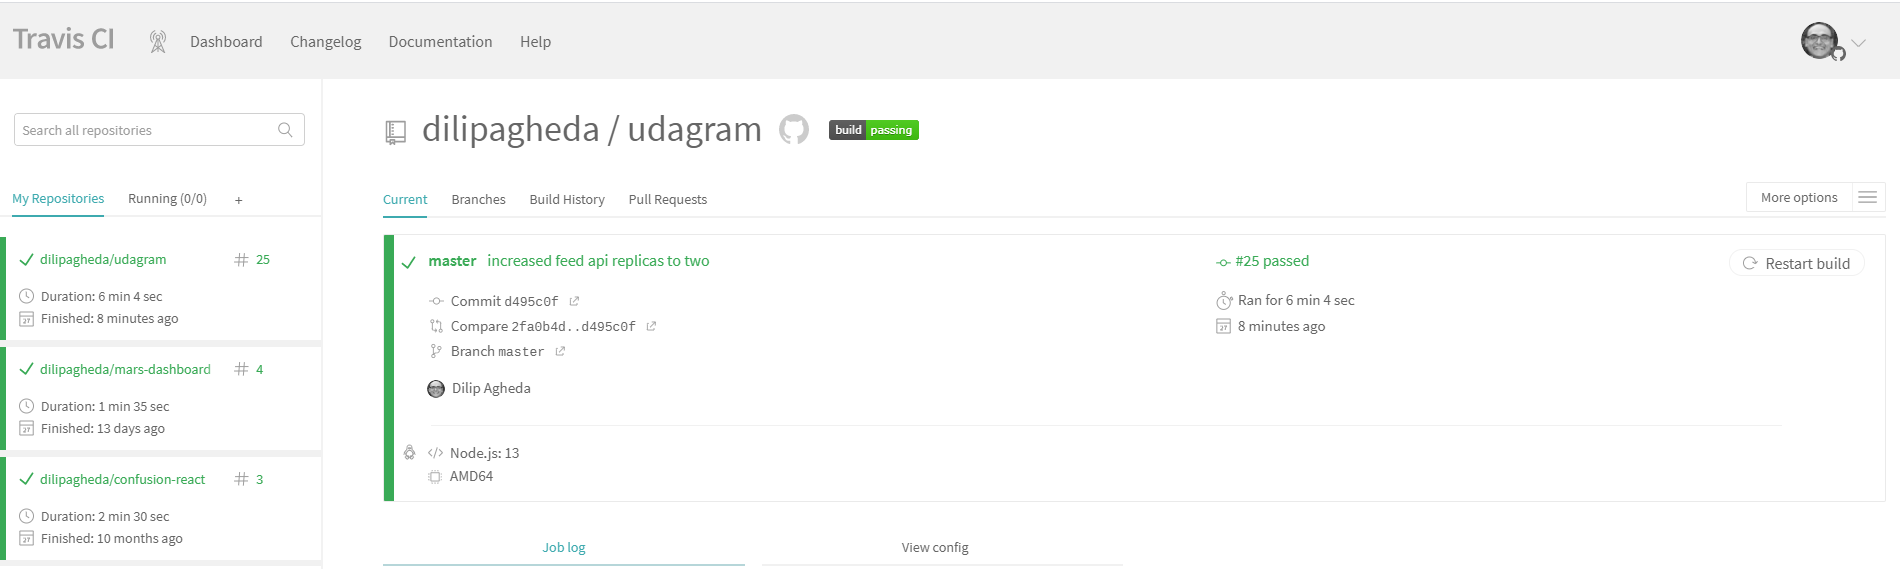 Travis CI
Dashboard
Changelog
Documentation
Help
Search all repositories
My Repositories
Running (0/0)
+
dilipagheda/udagram
# 25
Duration: 6 min 4 sec
Finished: 8 minutes ago
dilipagheda/mars-dashboard
# 4
Duration: 1 min 35 sec
Finished: 13 days ago
dilipagheda/confusion-react
# 3
Duration: 2 min 30 sec
Finished: 10 months ago
dilipagheda / udagram
build passing
Current
Branches
Build History
Pull Requests
More options
master increased feed api replicas to two
Commit d495c0f
Compare 2fa0b4d..d495c0f
Branch master
Dilip Agheda
#25 passed
Ran for 6 min 4 sec
8 minutes ago
Restart build
Node.js: 13
AMD64
Job log
View config